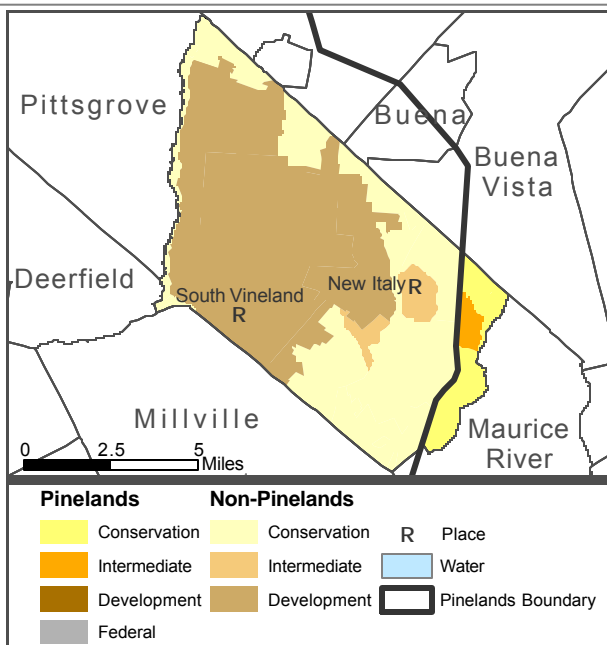 Pittsgrove
Buena
Buena
Vista
Deerfield
New Italy R
South Vineland
R
Millville
Maurice
River
0 2.5 5
Miles
Pinelands Non-Pinelands
Conservation Conservation R Place
Intermediate Intermediate Water
Development Development Pinelands Boundary
Federal